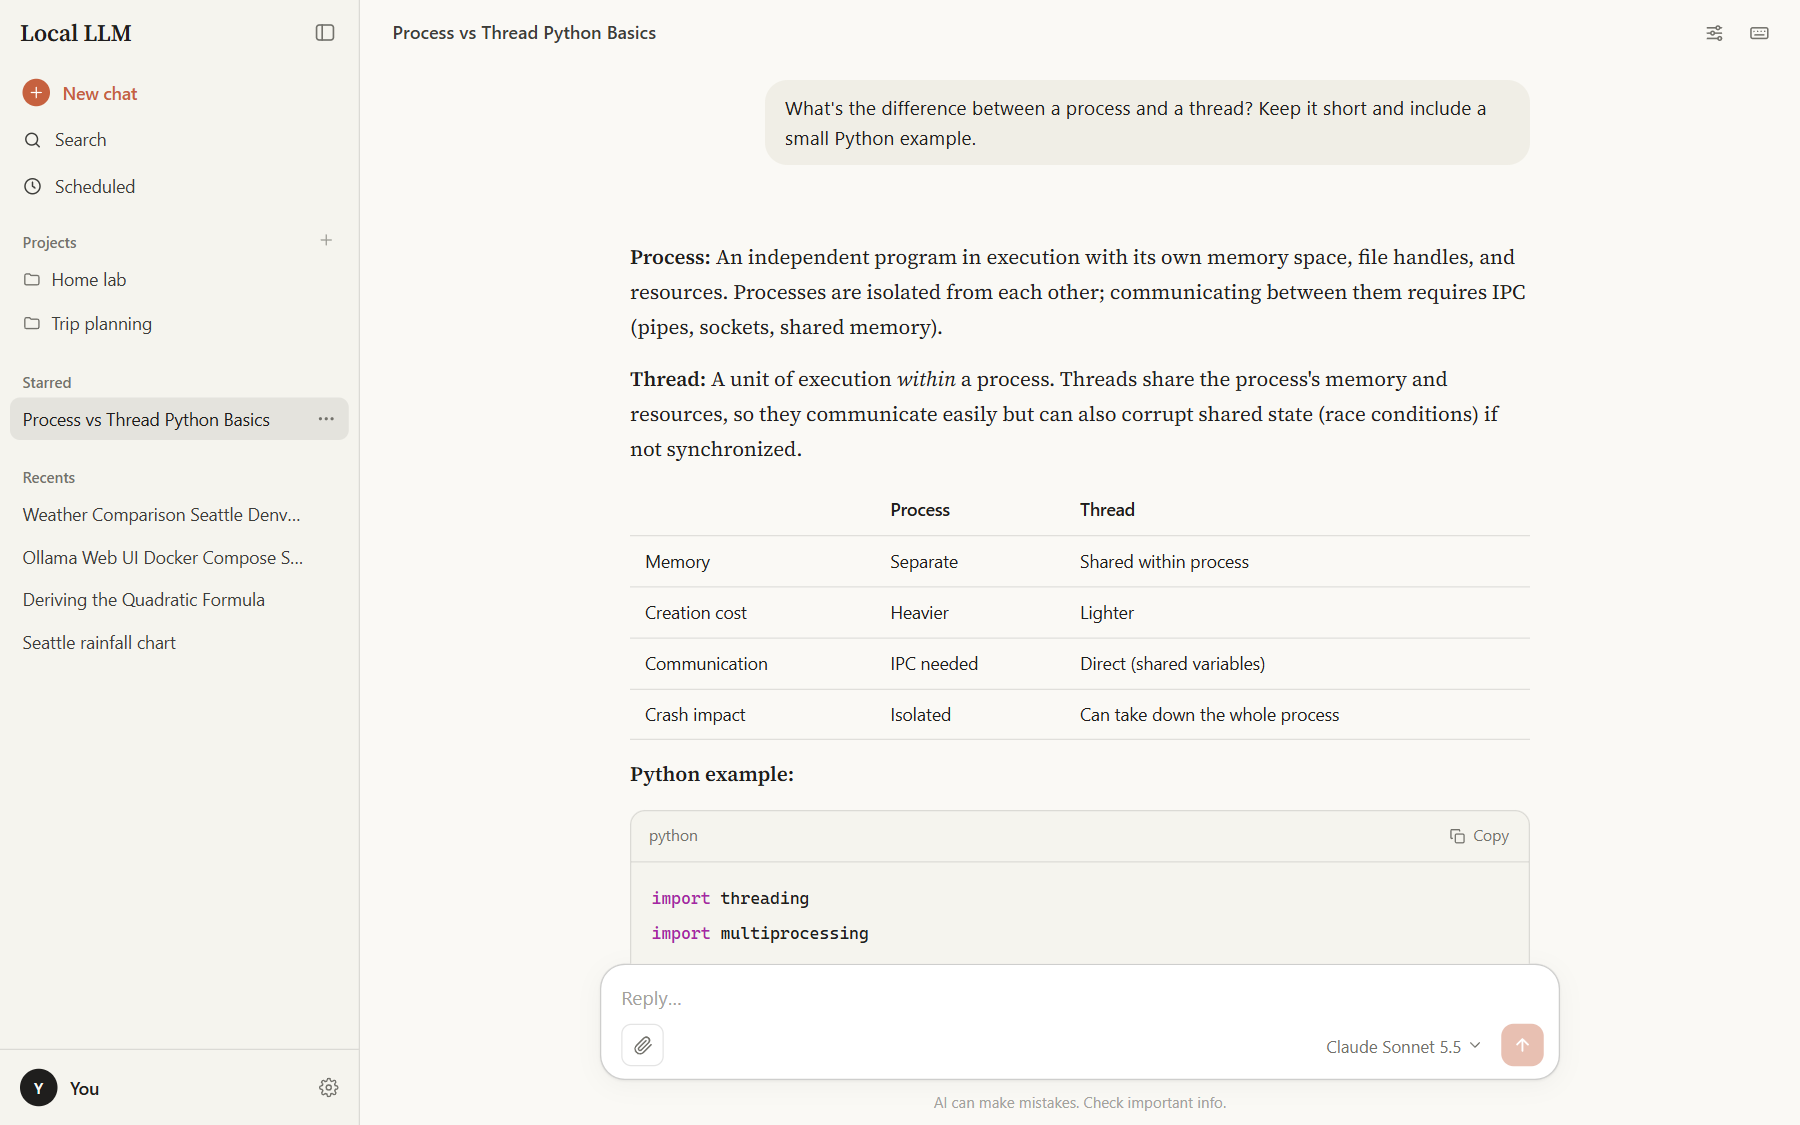 Local LLM
New chat
Search
Scheduled
Projects
Home lab
Trip planning
Starred
Process vs Thread Python Basics
Recents
Weather Comparison Seattle Denv...
Ollama Web UI Docker Compose S...
Deriving the Quadratic Formula
Seattle rainfall chart
Y You
Process vs Thread Python Basics
What's the difference between a process and a thread? Keep it short and include a
small Python example.
Process: An independent program in execution with its own memory space, file handles, and
resources. Processes are isolated from each other; communicating between them requires IPC
(pipes, sockets, shared memory).
Thread: A unit of execution within a process. Threads share the process's memory and
resources, so they communicate easily but can also corrupt shared state (race conditions) if
not synchronized.
Process Thread
Memory Separate Shared within process
Creation cost Heavier Lighter
Communication IPC needed Direct (shared variables)
Crash impact Isolated Can take down the whole process
Python example:
python Copy
import threading
import multiprocessing
Reply...
Claude Sonnet 5.5
AI can make mistakes. Check important info.